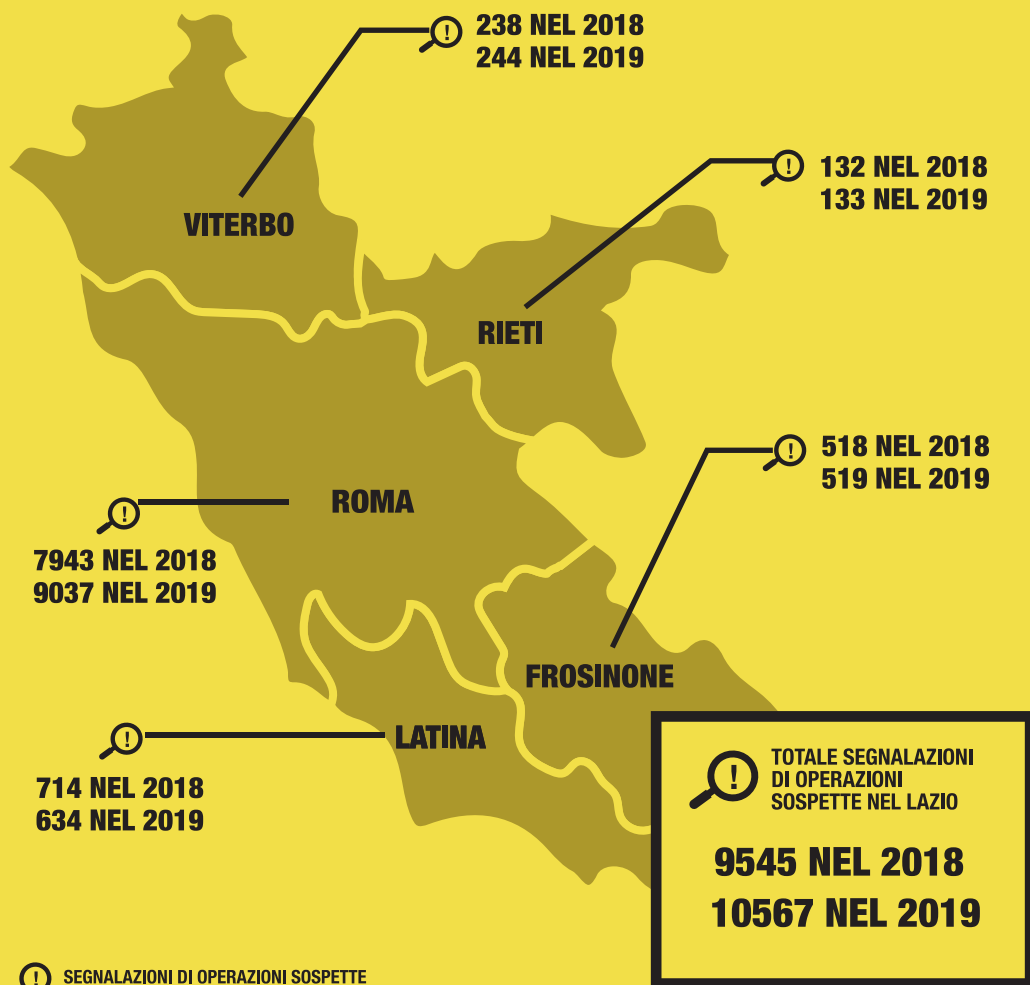 238 NEL 2018
244 NEL 2019
132 NEL 2018
133 NEL 2019
VITERBO
RIETI
518 NEL 2018
519 NEL 2019
ROMA
7943 NEL 2018
9037 NEL 2019
FROSINONE
LATINA
714 NEL 2018
634 NEL 2019
TOTALE SEGNALAZIONI
DI OPERAZIONI
SOSPETTE NEL LAZIO
9545 NEL 2018
10567 NEL 2019
SEGNALAZIONI DI OPERAZIONI SOSPETTE